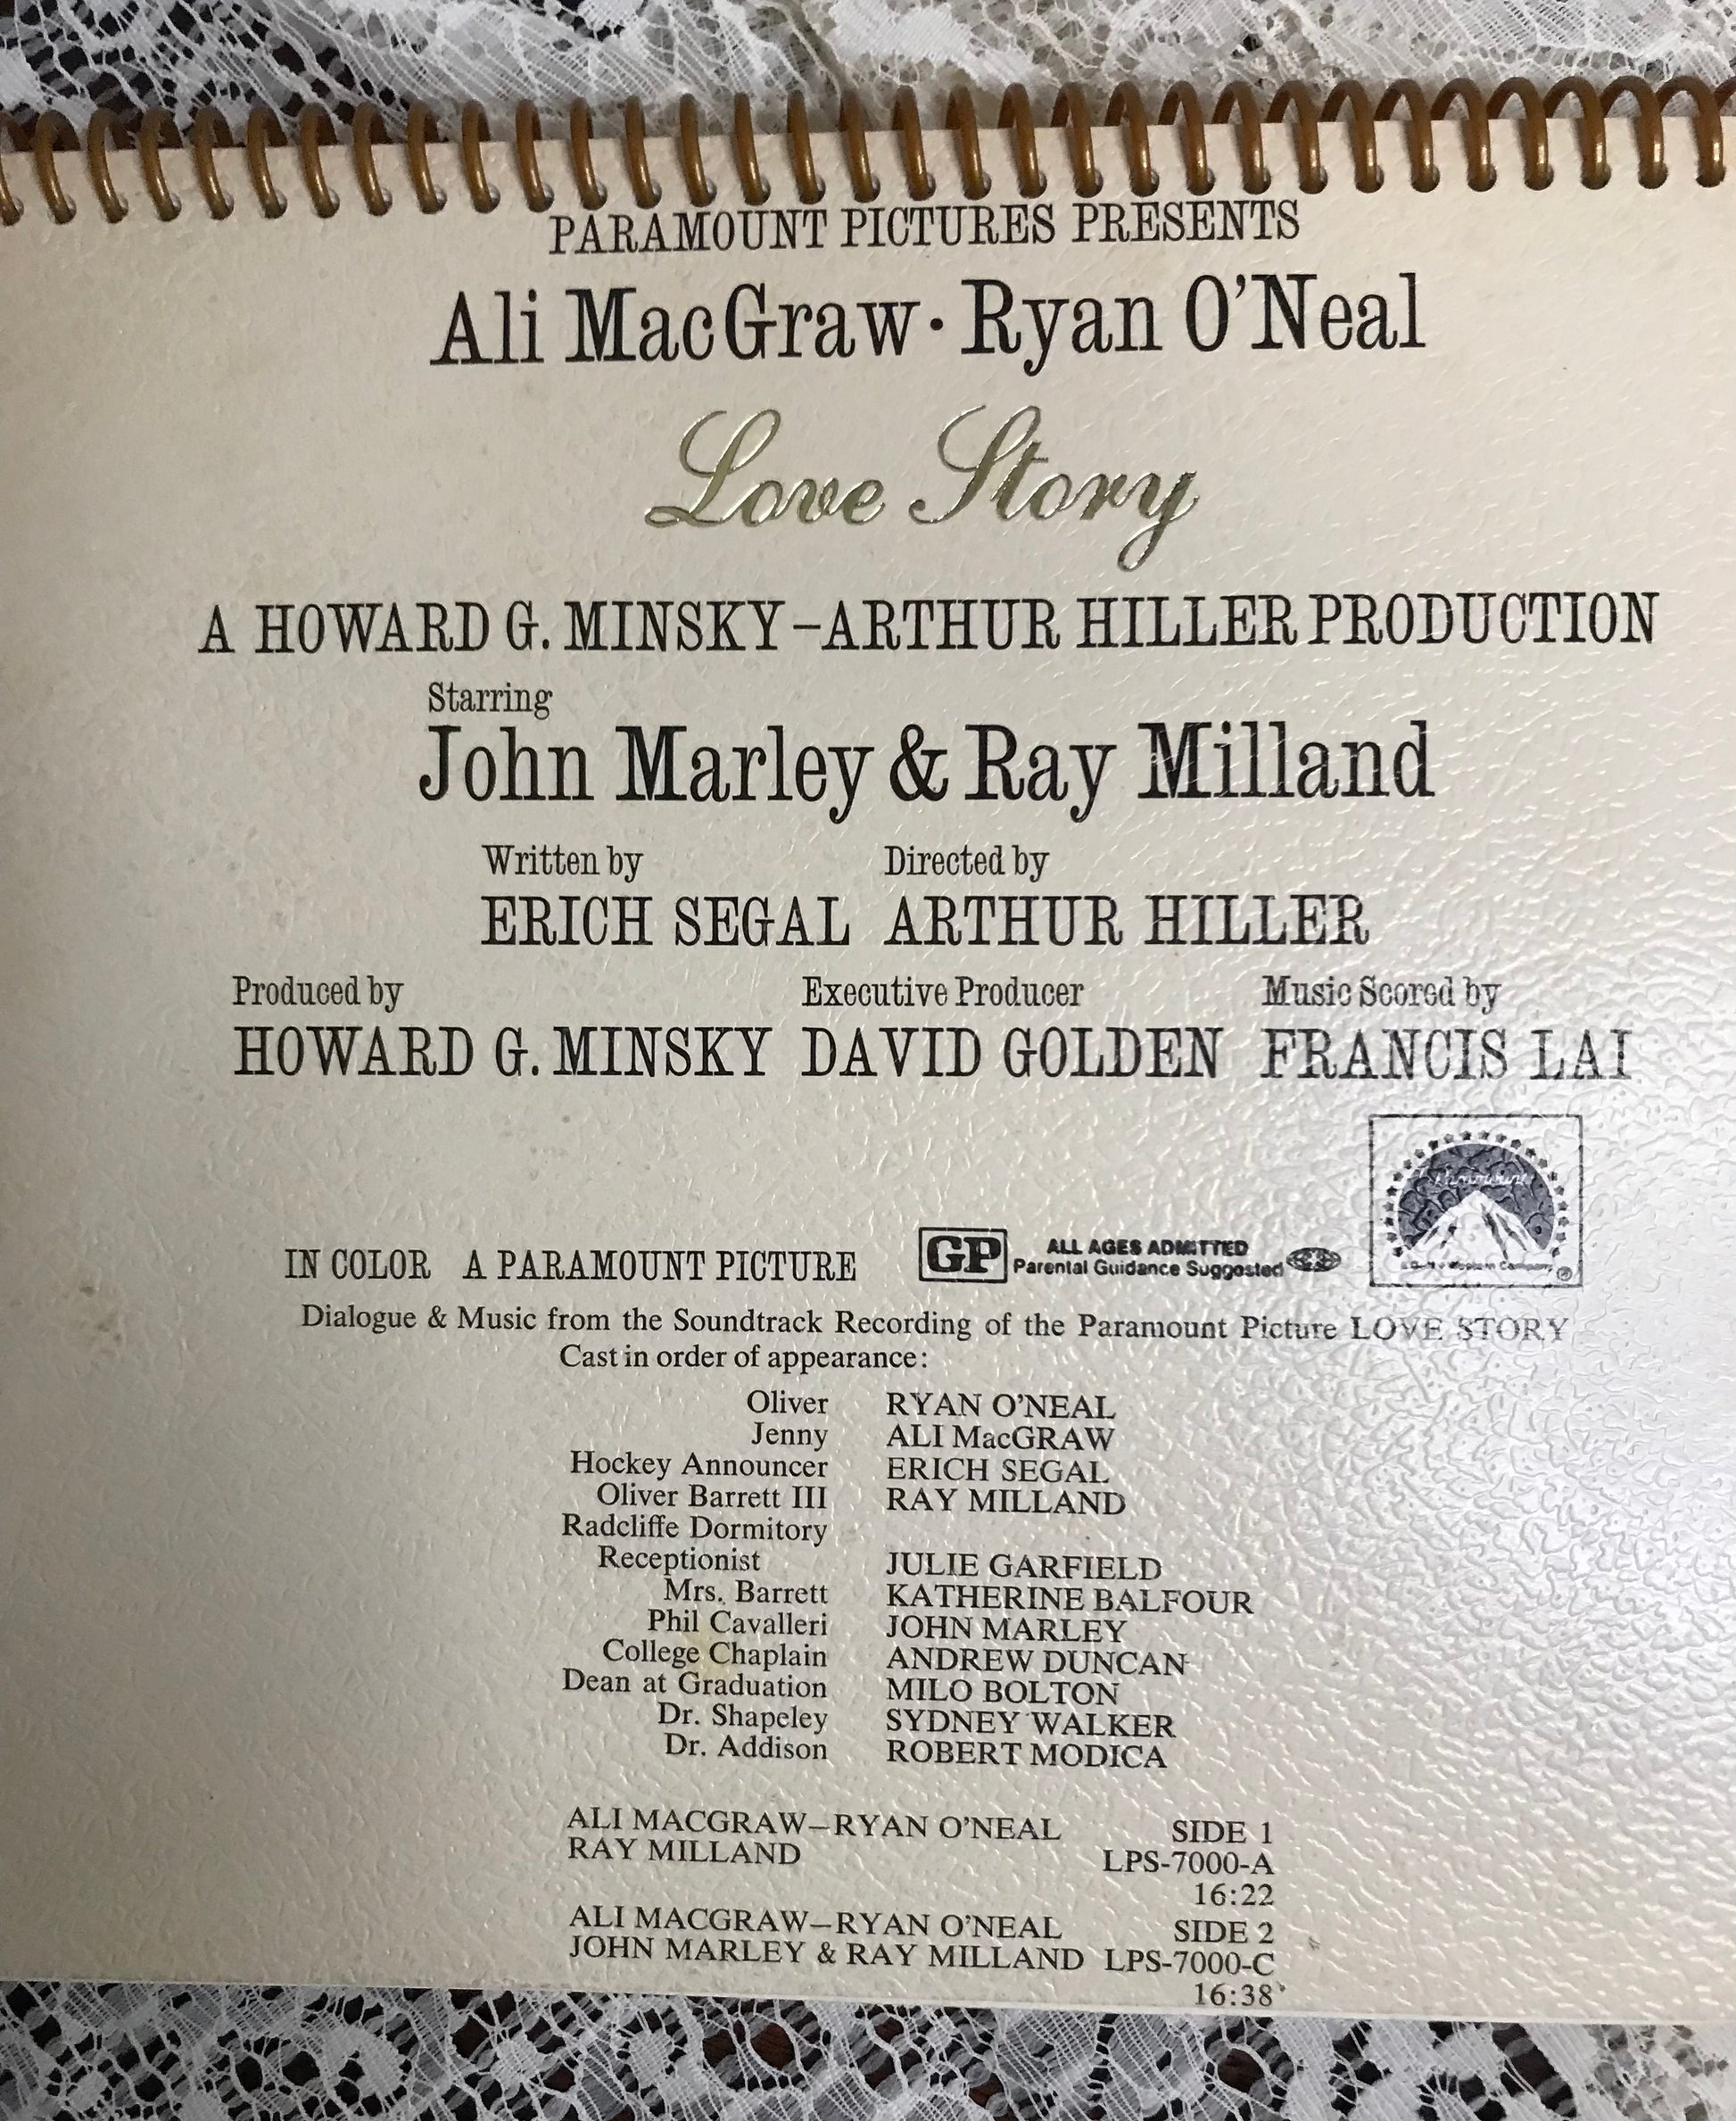 PARAMOUNT PICTURES PRESENTS
Ali MacGraw · Ryan O'Neal
Love Story
A HOWARD G. MINSKY–ARTHUR HILLER PRODUCTION
Starring
John Marley & Ray Milland
Written by Directed by
ERICH SEGAL ARTHUR HILLER
Produced by Executive Producer Music Scored by
HOWARD G. MINSKY DAVID GOLDEN FRANCIS LAI
Paramount
IN COLOR A PARAMOUNT PICTURE GP ALL AGES ADMITTED
Parental Guidance Suggested
Dialogue & Music from the Soundtrack Recording of the Paramount Picture LOVE STORY
Cast in order of appearance:
Oliver RYAN O'NEAL
Jenny ALI MacGRAW
Hockey Announcer ERICH SEGAL
Oliver Barrett III RAY MILLAND
Radcliffe Dormitory
Receptionist JULIE GARFIELD
Mrs. Barrett KATHERINE BALFOUR
Phil Cavalleri JOHN MARLEY
College Chaplain ANDREW DUNCAN
Dean at Graduation MILO BOLTON
Dr. Shapeley SYDNEY WALKER
Dr. Addison ROBERT MODICA
ALI MACGRAW–RYAN O'NEAL SIDE 1
RAY MILLAND LPS-7000-A
16:22
ALI MACGRAW–RYAN O'NEAL SIDE 2
JOHN MARLEY & RAY MILLAND LPS-7000-C
16:38